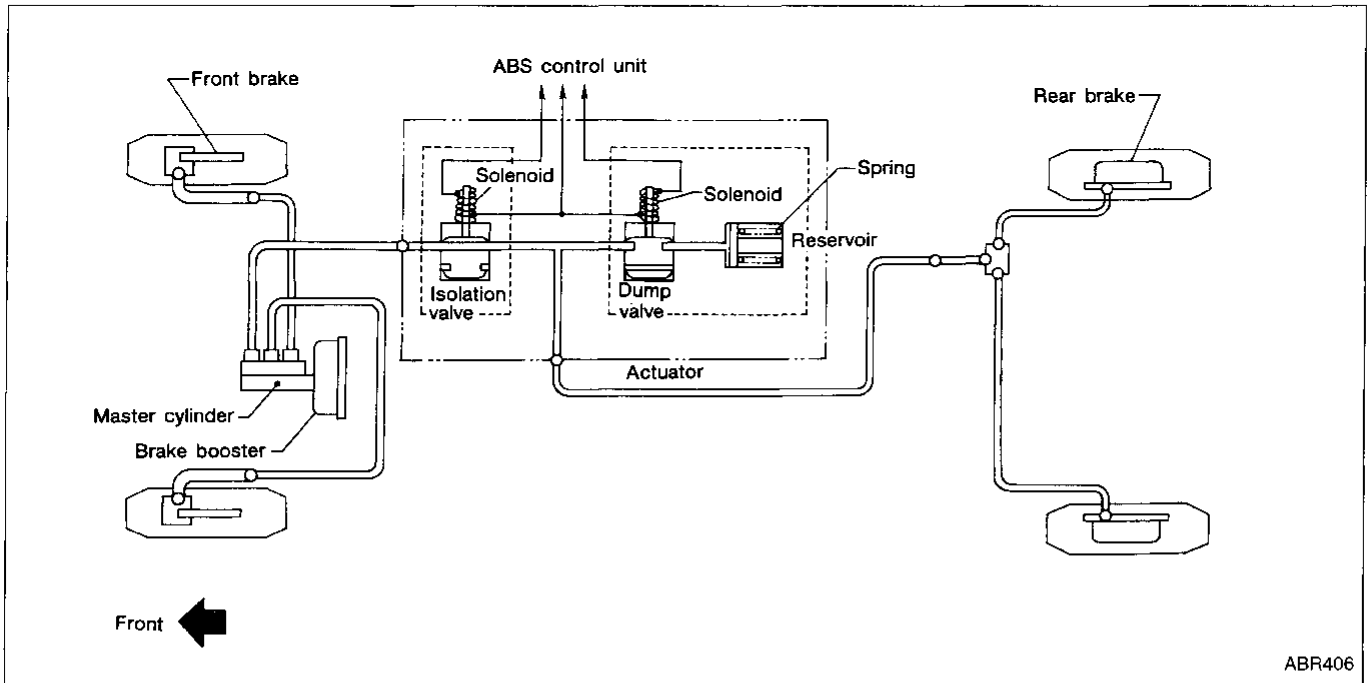 ABS control unit
Front brake
Rear brake
Solenoid
Solenoid
Spring
Reservoir
Isolation
valve
Dump
valve
Actuator
Master cylinder
Brake booster
Front
ABR406